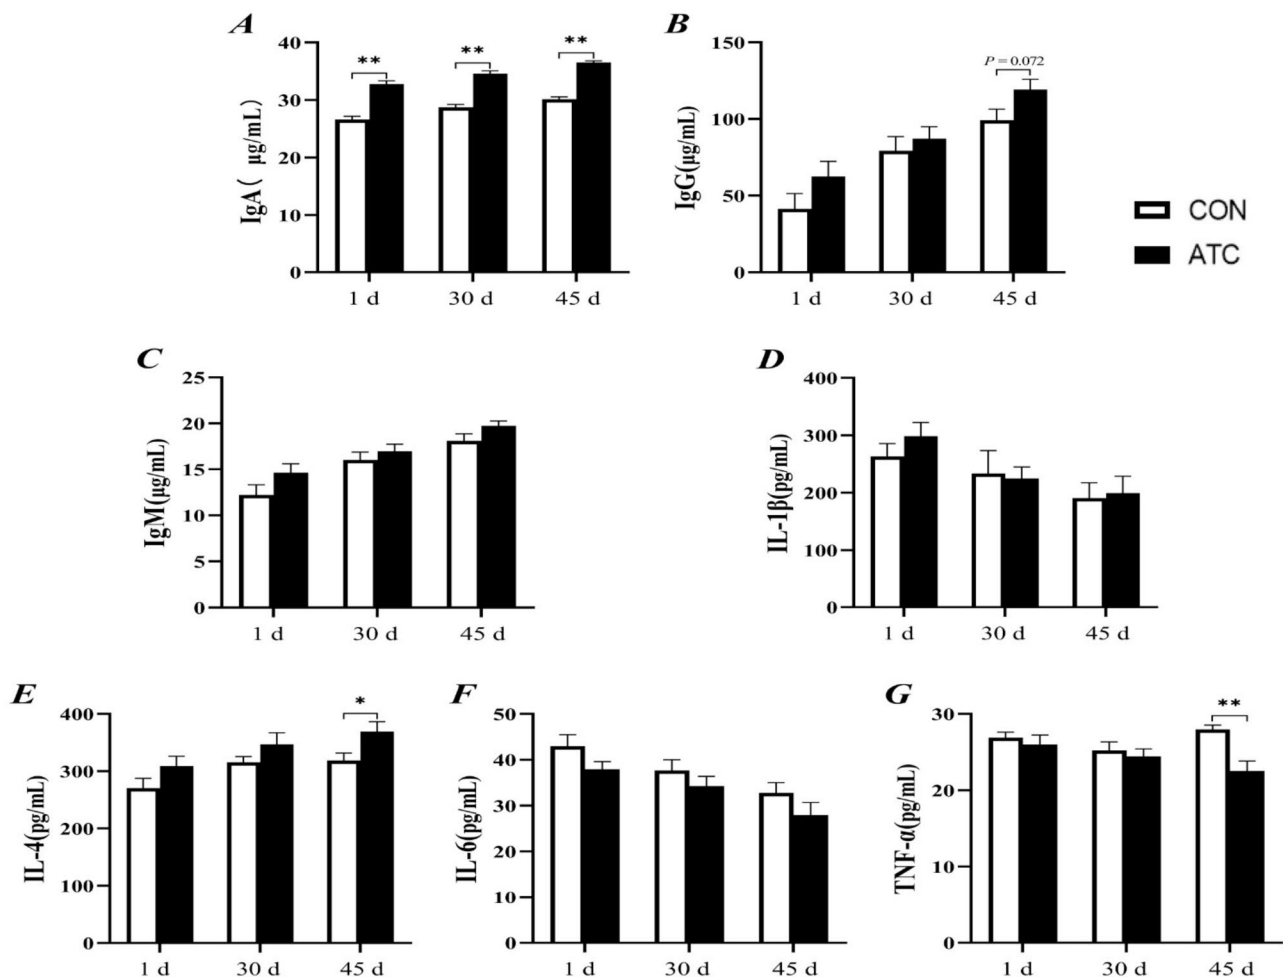 A
IgA( μg/mL)
40
30
20
10
0
**
**
**
1 d
30 d
45 d
B
IgG(μg/mL)
150
100
50
0
P = 0.072
1 d
30 d
45 d
CON
ATC
C
IgM(μg/mL)
25
20
15
10
5
0
1 d
30 d
45 d
D
IL-1β(pg/mL)
400
300
200
100
0
1 d
30 d
45 d
E
IL-4(pg/mL)
400
300
200
100
0
*
1 d
30 d
45 d
F
IL-6(pg/mL)
50
40
30
20
10
0
1 d
30 d
45 d
G
TNF-α(pg/mL)
30
20
10
0
**
1 d
30 d
45 d